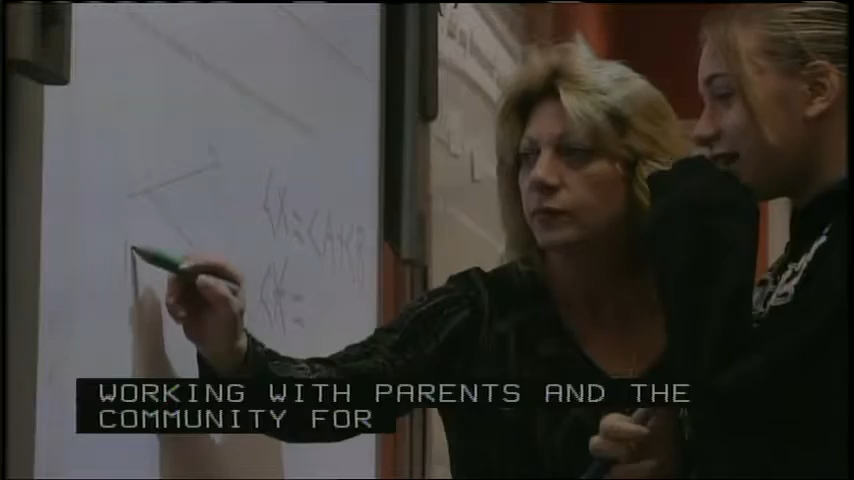 <X=<A+<R
<X=
WORKING WITH PARENTS AND THE
COMMUNITY FOR